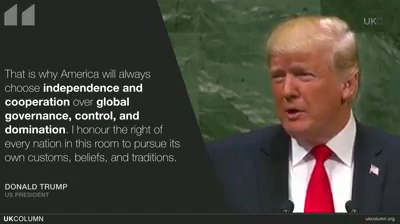 UKC
That is why America will always
choose independence and
cooperation over global
governance, control, and
domination. I honour the right of
every nation in this room to pursue its
own customs, beliefs, and traditions.
DONALD TRUMP
US PRESIDENT
UKCOLUMN
ukcolumn.org